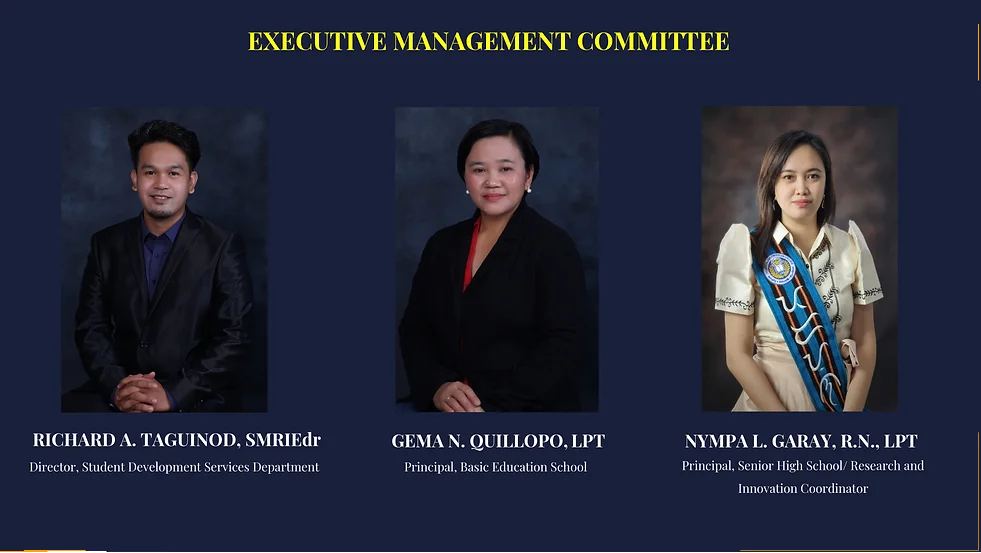 EXECUTIVE MANAGEMENT COMMITTEE
RICHARD A. TAGUINOD, SMRIEdr
Director, Student Development Services Department
GEMA N. QUILLOPO, LPT
Principal, Basic Education School
NYMPA L. GARAY, R.N., LPT
Principal, Senior High School/ Research and
Innovation Coordinator